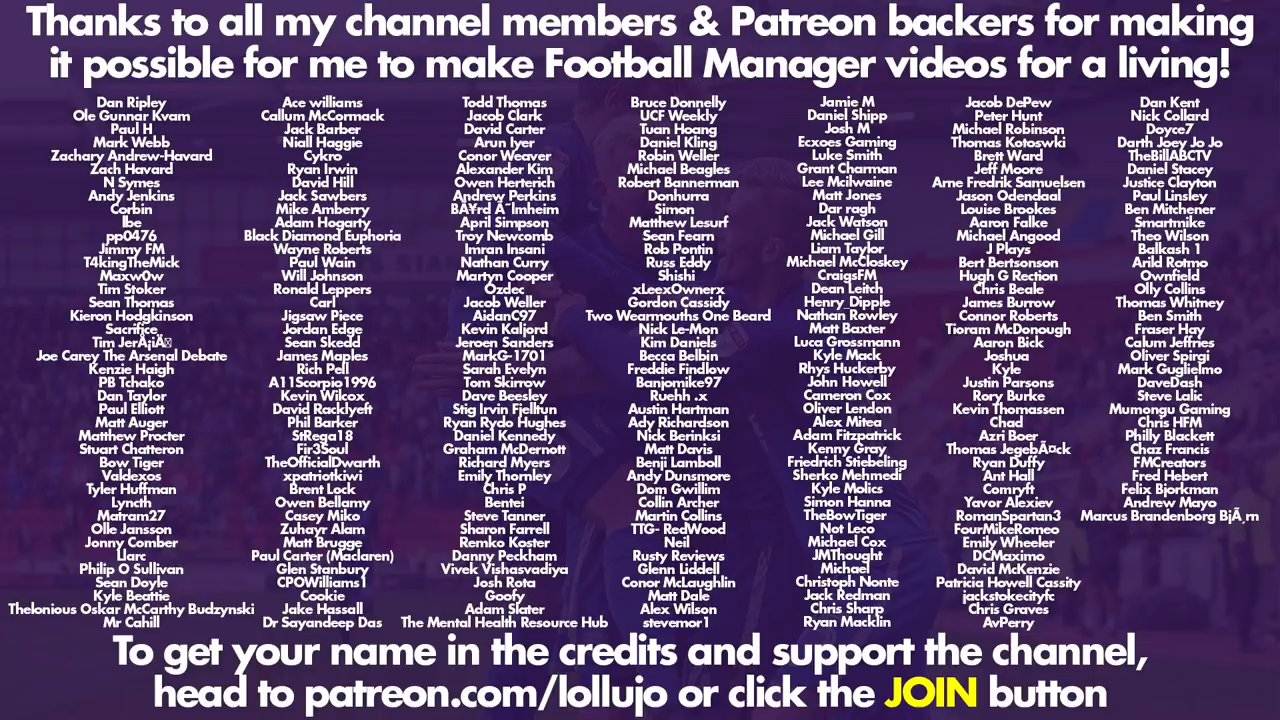 Thanks to all my channel members & Patreon backers for making
it possible for me to make Football Manager videos for a living!
Dan Ripley
Ole Gunnar Kvam
Paul H
Mark Webb
Zachary Andrew-Havard
Zach Havard
N Symes
Andy Jenkins
Corbin
Ibe
pp0476
Jimmy FM
T4kingTheMick
Maxw0w
Tim Stoker
Sean Thomas
Kieron Hodgkinson
Sacrifice
Tim
Joe Carey The Arsenal Debate
Kenzie Haigh
PB Tchako
Dan Taylor
Paul Elliott
Matt Auger
Matthew Procter
Stuart Chatteron
Bow Tiger
Valdexos
Tyler Huffman
Lyncth
Matram27
Olle Jansson
Jonny Comber
Llarc
Philip O Sullivan
Sean Doyle
Kyle Beattie
Thelonious Oskar McCarthy Budzynski
Mr Cahill
Ace williams
Callum McCormack
Jack Barber
Niall Haggie
Cykro
Ryan Irwin
David Hill
Jack Sawbers
Mike Amberry
Adam Hogarty
Black Diamond Euphoria
Wayne Roberts
Paul Wain
Will Johnson
Ronald Leppers
Carl
Jigsaw Piece
Jordan Edge
Sean Skedd
James Maples
Rich Pell
A11Scorpio1996
Kevin Wilcox
David Racklyeft
Phil Barker
StRega18
Fir3Soul
TheOfficialDwarth
xpatriotkiwi
Brent Lock
Owen Bellamy
Casey Miko
Zuhayr Alam
Matt Brugge
Paul Carter (Maclaren)
Glen Stanbury
CPOWilliams1
Cookie
Jake Hassall
Dr Sayandeep Das
Todd Thomas
Jacob Clark
David Carter
Arun Iyer
Conor Weaver
Alexander Kim
Owen Herterich
Andrew Perkins
BÃ¥rd Ã˜lmheim
April Simpson
Troy Newcomb
Imran Insani
Nathan Curry
Martyn Cooper
Ozdec
Jacob Weller
AidanC97
Kevin Kaljord
Jeroen Sanders
MarkG-1701
Sarah Evelyn
Tom Skirrow
Dave Beesley
Stig Irvin Fjelltun
Ryan Rydo Hughes
Daniel Kennedy
Graham McDernott
Richard Myers
Emily Thornley
Chris P
Bentei
Steve Tanner
Sharon Farrell
Remko Koster
Danny Peckham
Vivek Vishasvadiya
Josh Rota
Goofy
Adam Slater
The Mental Health Resource Hub
Bruce Donnelly
UCF Weekly
Tuan Hoang
Daniel Kling
Robin Weller
Michael Beagles
Robert Bannerman
Donhurra
Simon
Matthew Lesurf
Sean Fearn
Rob Pontin
Russ Eddy
Shishi
xLeexOwnerx
Gordon Cassidy
Two Wearmouths One Beard
Nick Le-Mon
Kim Daniels
Becca Belbin
Freddie Findlow
Banjomike97
Ruehh .x
Austin Hartman
Ady Richardson
Nick Berinksi
Matt Davis
Benji Lamboll
Andy Dunsmore
Dom Gwillim
Collin Archer
Martin Collins
TTG- RedWood
Neil
Rusty Reviews
Glenn Liddell
Conor McLaughlin
Matt Dale
Alex Wilson
stevemor1
Jamie M
Daniel Shipp
Josh M
Ecxoes Gaming
Luke Smith
Grant Charman
Lee Mcilwaine
Matt Jones
Dar ragh
Jack Watson
Michael Gill
Liam Taylor
Michael McCloskey
CraigsFM
Dean Leitch
Henry Dipple
Nathan Rowley
Matt Baxter
Luca Grossmann
Kyle Mack
Rhys Huckerby
John Howell
Cameron Cox
Oliver Lendon
Alex Mitea
Adam Fitzpatrick
Kenny Gray
Friedrich Stiebeling
Sherko Mehmedi
Kyle Molics
Simon Hanna
TheBowTiger
Not Leco
Michael Cox
JMThought
Michael
Christoph Nonte
Jack Redman
Chris Sharp
Ryan Macklin
Jacob DePew
Peter Hunt
Michael Robinson
Thomas Kotoswki
Brett Ward
Jeff Moore
Arne Fredrik Samuelsen
Jason Odendaal
Louise Brookes
Aaron Falke
Michael Angood
J Plays
Bert Bertsonson
Hugh G Rection
Chris Beale
James Burrow
Connor Roberts
Tioram McDonough
Aaron Bick
Joshua
Kyle
Justin Parsons
Rory Burke
Kevin Thomassen
Chad
Azri Boer
Thomas JegebÃ¤ck
Ryan Duffy
Ant Hall
Comryft
Yavor Alexiev
RomanSpartan3
FourMikeRomeo
Emily Wheeler
DCMaximo
David McKenzie
Patricia Howell Cassity
jackstokecityfc
Chris Graves
AvPerry
Dan Kent
Nick Collard
Doyce7
Darth Joey Jo Jo
TheBillABCTV
Daniel Stacey
Justice Clayton
Paul Linsley
Ben Mitchener
Smartmike
Theo Wilson
Balkash 1
Arild Rotmo
Ownfield
Olly Collins
Thomas Whitney
Ben Smith
Fraser Hay
Calum Jeffries
Oliver Spirgi
Mark Guglielmo
DaveDash
Steve Lalic
Mumongu Gaming
Chris HFM
Philly Blackett
Chaz Francis
FMCreators
Fred Hebert
Felix Bjorkman
Andrew Mayo
Marcus Brandenborg BjÃ¸rn
To get your name in the credits and support the channel,
head to patreon.com/lollujo or click the JOIN button